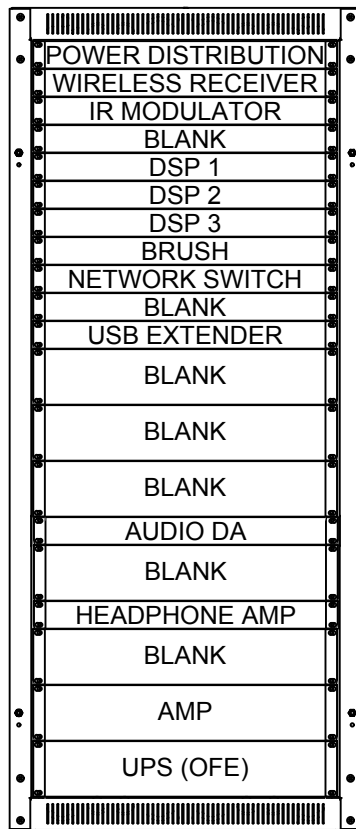 POWER DISTRIBUTION
WIRELESS RECEIVER
IR MODULATOR
BLANK
DSP 1
DSP 2
DSP 3
BRUSH
NETWORK SWITCH
BLANK
USB EXTENDER
BLANK
BLANK
BLANK
AUDIO DA
BLANK
HEADPHONE AMP
BLANK
AMP
UPS (OFE)